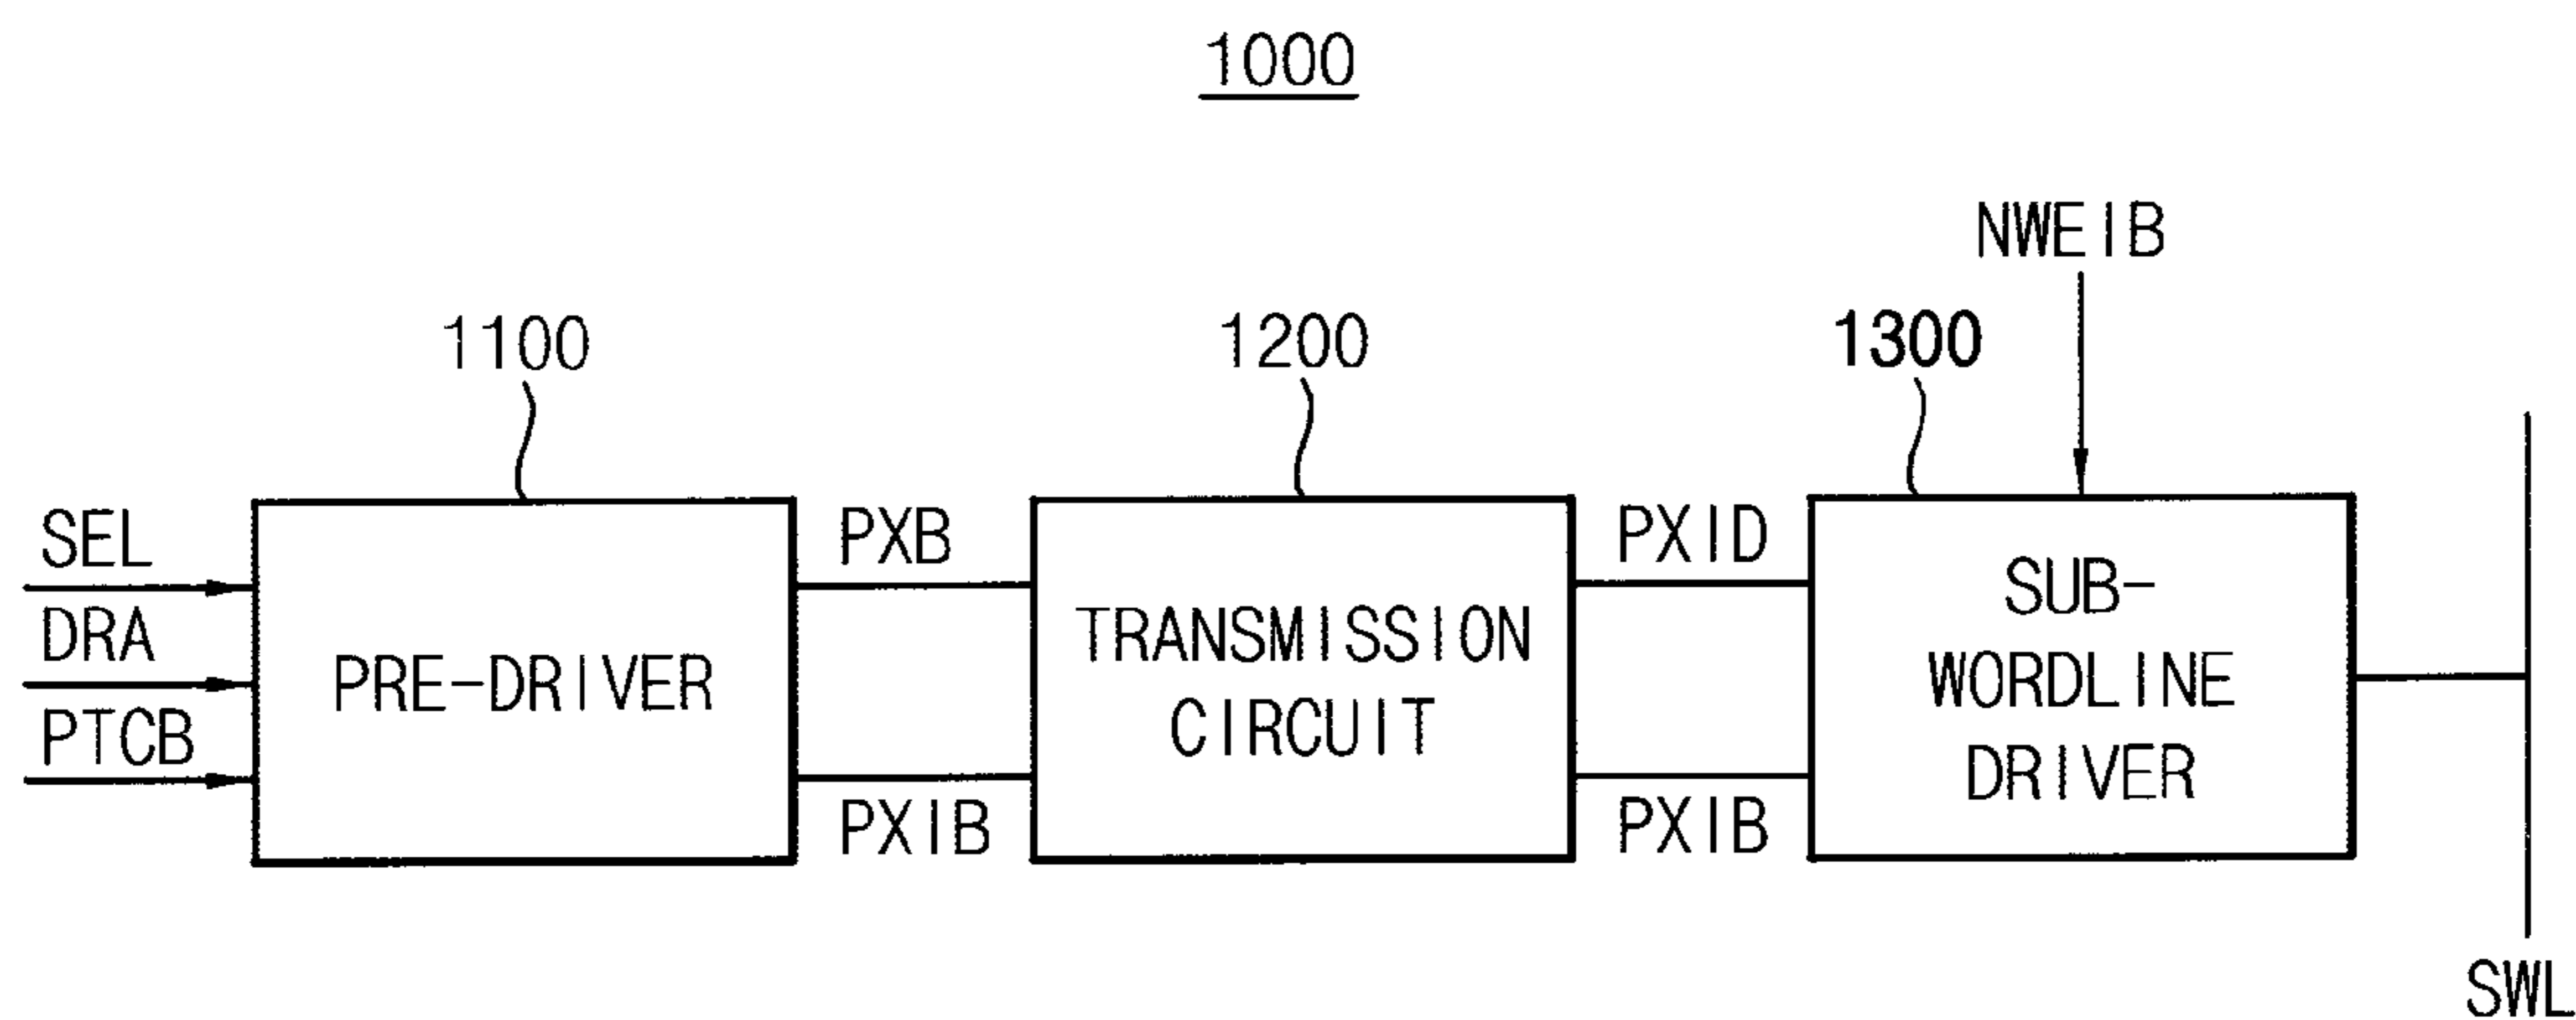 1000
NWEIB
1100
1200
1300
SEL
DRA
PTCB
PRE-DRIVER
PXB
PXIB
TRANSMISSION
CIRCUIT
PXID
PXIB
SUB-
WORDLINE
DRIVER
SWL